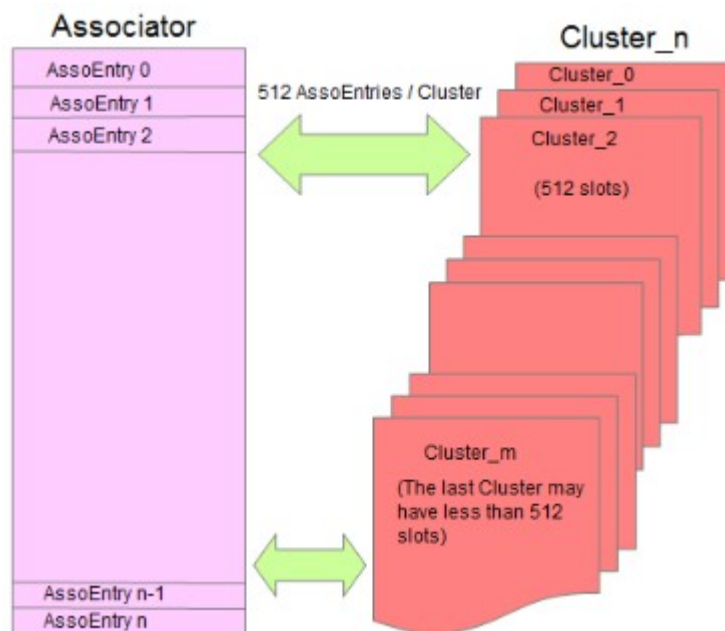 Associator
AssoEntry 0
AssoEntry 1
AssoEntry 2
AssoEntry n-1
AssoEntry n
512 AssoEntries / Cluster
Cluster_n
Cluster_0
Cluster_1
Cluster_2
(512 slots)
Cluster_m
(The last Cluster may
have less than 512
slots)